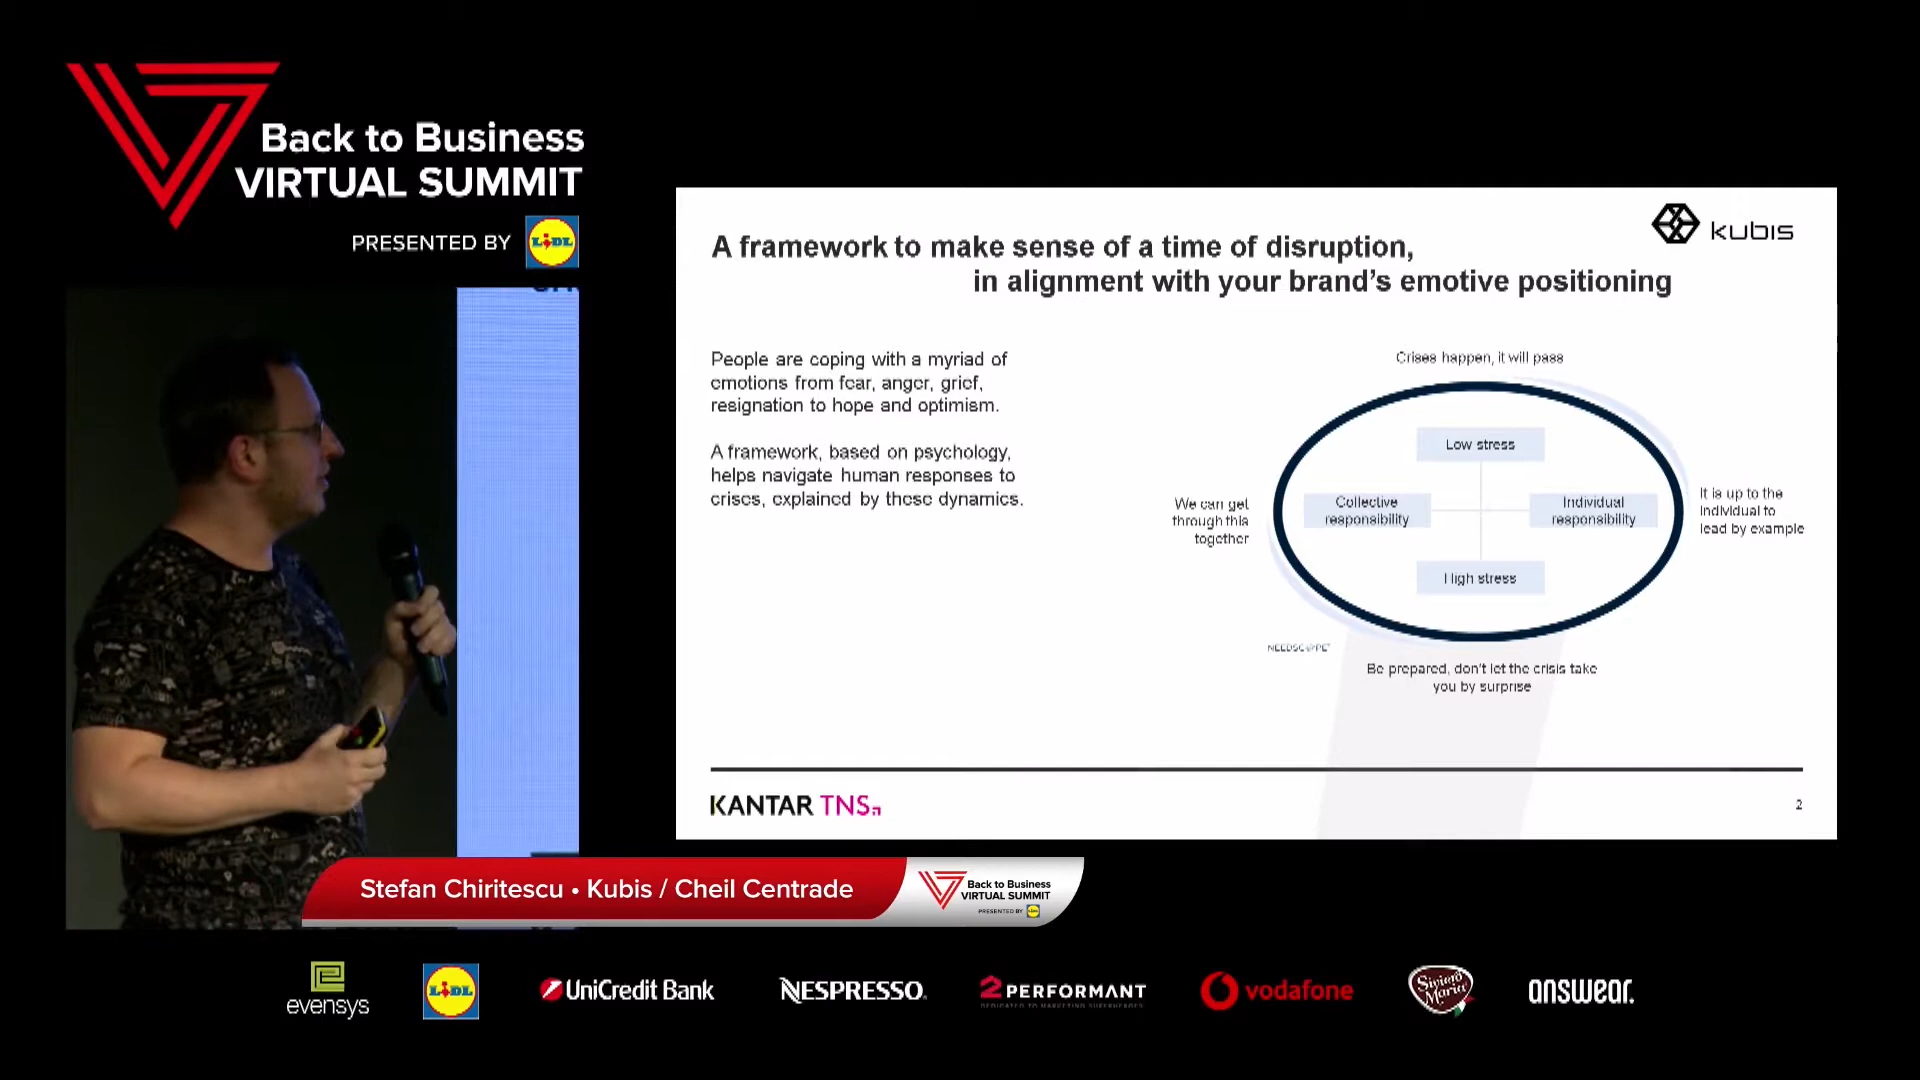 Back to Business
VIRTUAL SUMMIT
PRESENTED BY LIDL
kubis
A framework to make sense of a time of disruption,
in alignment with your brand's emotive positioning
People are coping with a myriad of
emotions from fear, anger, grief,
resignation to hope and optimism.
A framework, based on psychology,
helps navigate human responses to
crises, explained by these dynamics.
Crises happen, it will pass
Low stress
We can get
through this
together
Collective
responsibility
Individual
responsibility
It is up to the
individual to
lead by example
High stress
NEEDSCOPE
Be prepared, don't let the crisis take
you by surprise
KANTAR TNS
2
Stefan Chiritescu • Kubis / Cheil Centrade
Back to Business
VIRTUAL SUMMIT
PRESENTED BY
evensys
LIDL
UniCredit Bank
NESPRESSO
2PERFORMANT
DEDICATED TO MARKETING SUPERHEROES
vodafone
Siviero
Maria
answear.